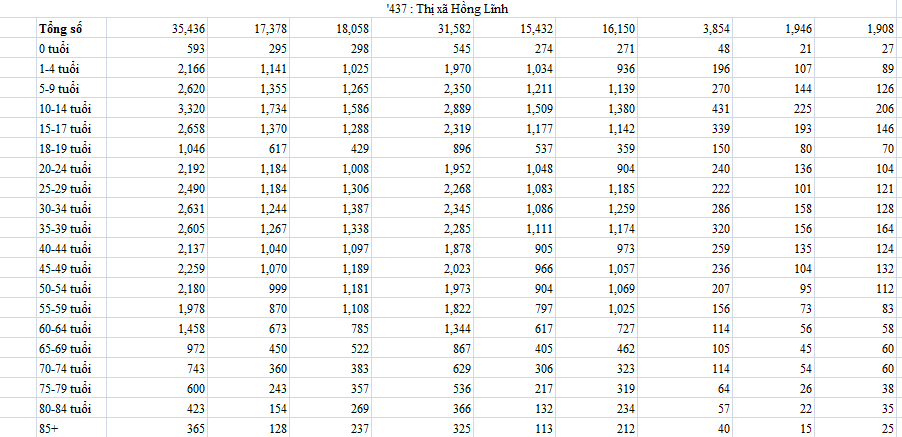 '437 : Thị xã Hồng Lĩnh
Tổng số 35,436 17,378 18,058 31,582 15,432 16,150 3,854 1,946 1,908
0 tuổi 593 295 298 545 274 271 48 21 27
1-4 tuổi 2,166 1,141 1,025 1,970 1,034 936 196 107 89
5-9 tuổi 2,620 1,355 1,265 2,350 1,211 1,139 270 144 126
10-14 tuổi 3,320 1,734 1,586 2,889 1,509 1,380 431 225 206
15-17 tuổi 2,658 1,370 1,288 2,319 1,177 1,142 339 193 146
18-19 tuổi 1,046 617 429 896 537 359 150 80 70
20-24 tuổi 2,192 1,184 1,008 1,952 1,048 904 240 136 104
25-29 tuổi 2,490 1,184 1,306 2,268 1,083 1,185 222 101 121
30-34 tuổi 2,631 1,244 1,387 2,345 1,086 1,259 286 158 128
35-39 tuổi 2,605 1,267 1,338 2,285 1,111 1,174 320 156 164
40-44 tuổi 2,137 1,040 1,097 1,878 905 973 259 135 124
45-49 tuổi 2,259 1,070 1,189 2,023 966 1,057 236 104 132
50-54 tuổi 2,180 999 1,181 1,973 904 1,069 207 95 112
55-59 tuổi 1,978 870 1,108 1,822 797 1,025 156 73 83
60-64 tuổi 1,458 673 785 1,344 617 727 114 56 58
65-69 tuổi 972 450 522 867 405 462 105 45 60
70-74 tuổi 743 360 383 629 306 323 114 54 60
75-79 tuổi 600 243 357 536 217 319 64 26 38
80-84 tuổi 423 154 269 366 132 234 57 22 35
85+ 365 128 237 325 113 212 40 15 25